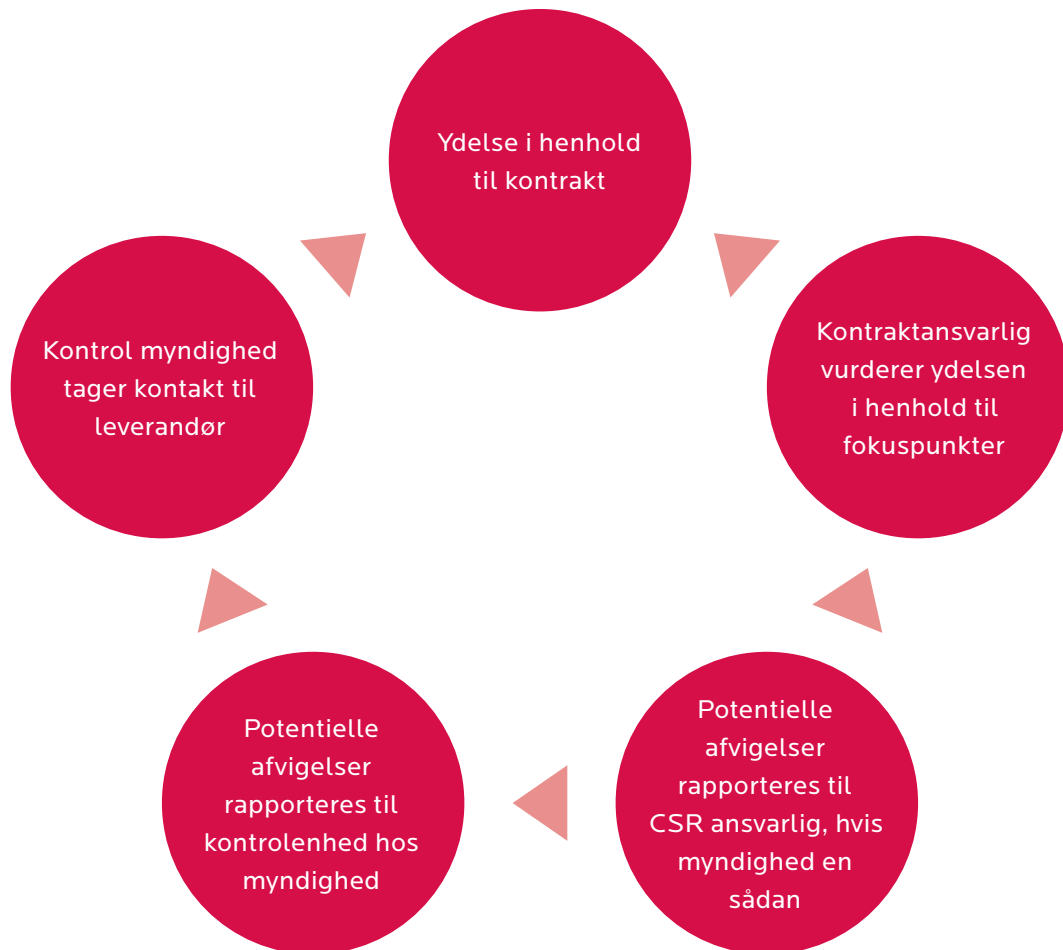 Ydelse i henhold
til kontrakt
Kontraktansvarlig
vurderer ydelsen
i henhold til
fokuspunkter
Potentielle
afvigelser
rapporteres til
CSR ansvarlig, hvis
myndighed en
sådan
Potentielle
afvigelser
rapporteres til
kontrolenhed hos
myndighed
Kontrol myndighed
tager kontakt til
leverandør